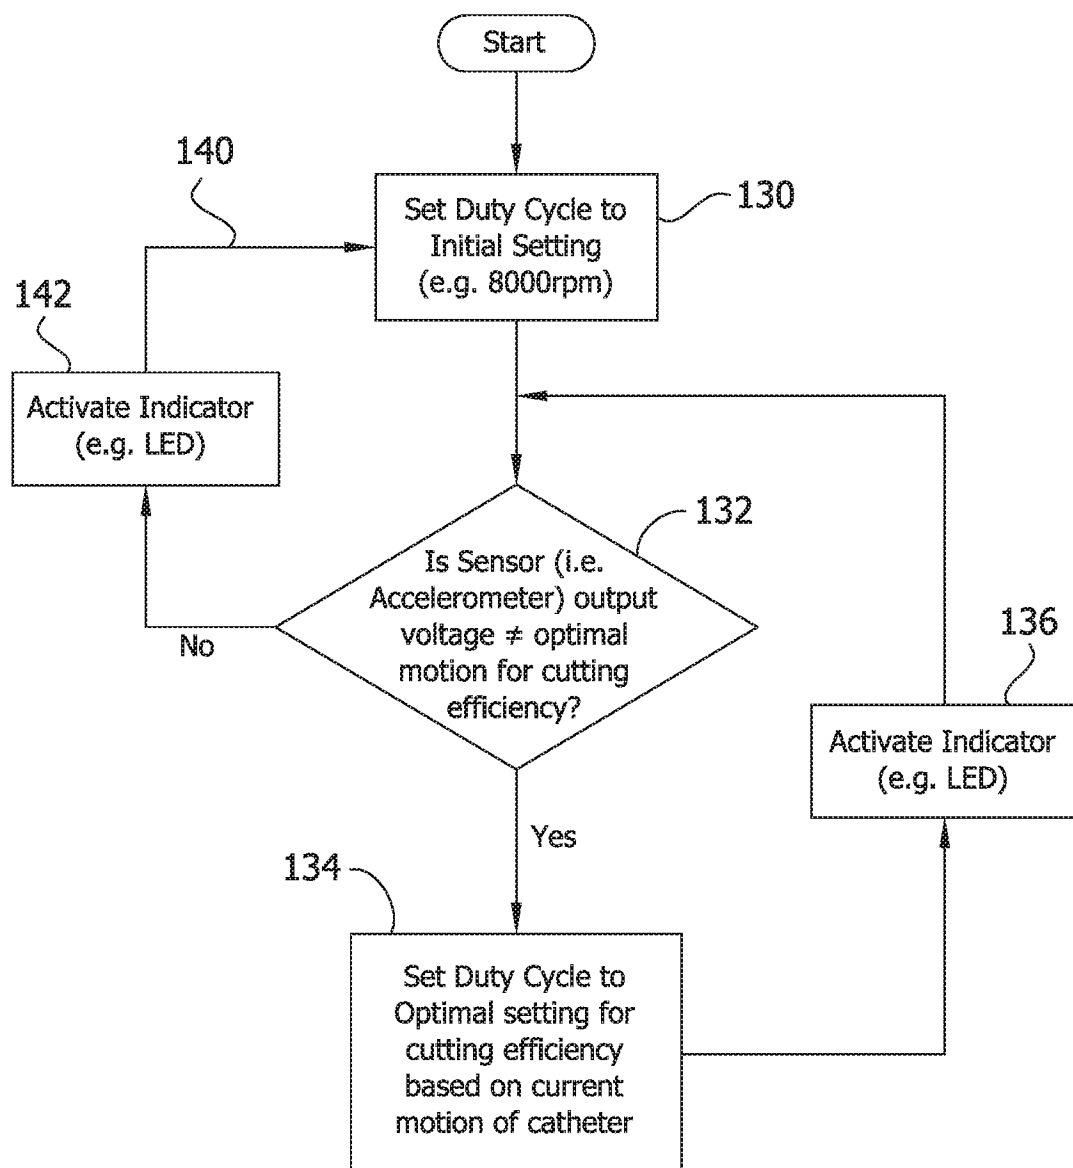 Start
140
130
Set Duty Cycle to
Initial Setting
(e.g. 8000rpm)
142
Activate Indicator
(e.g. LED)
132
Is Sensor (i.e.
Accelerometer) output
voltage ≠ optimal
motion for cutting
efficiency?
No
136
Activate Indicator
(e.g. LED)
Yes
134
Set Duty Cycle to
Optimal setting for
cutting efficiency
based on current
motion of catheter